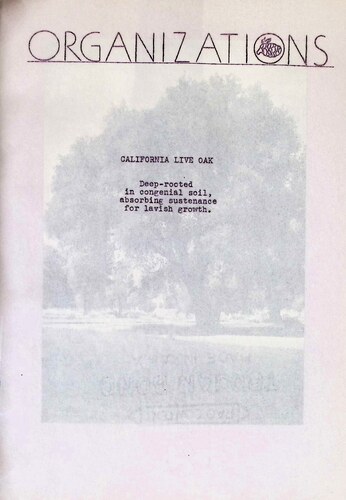 ORGANIZATIONS
CALIFORNIA LIVE OAK
Deep-rooted
in congenial soil,
absorbing sustenance
for lavish growth.